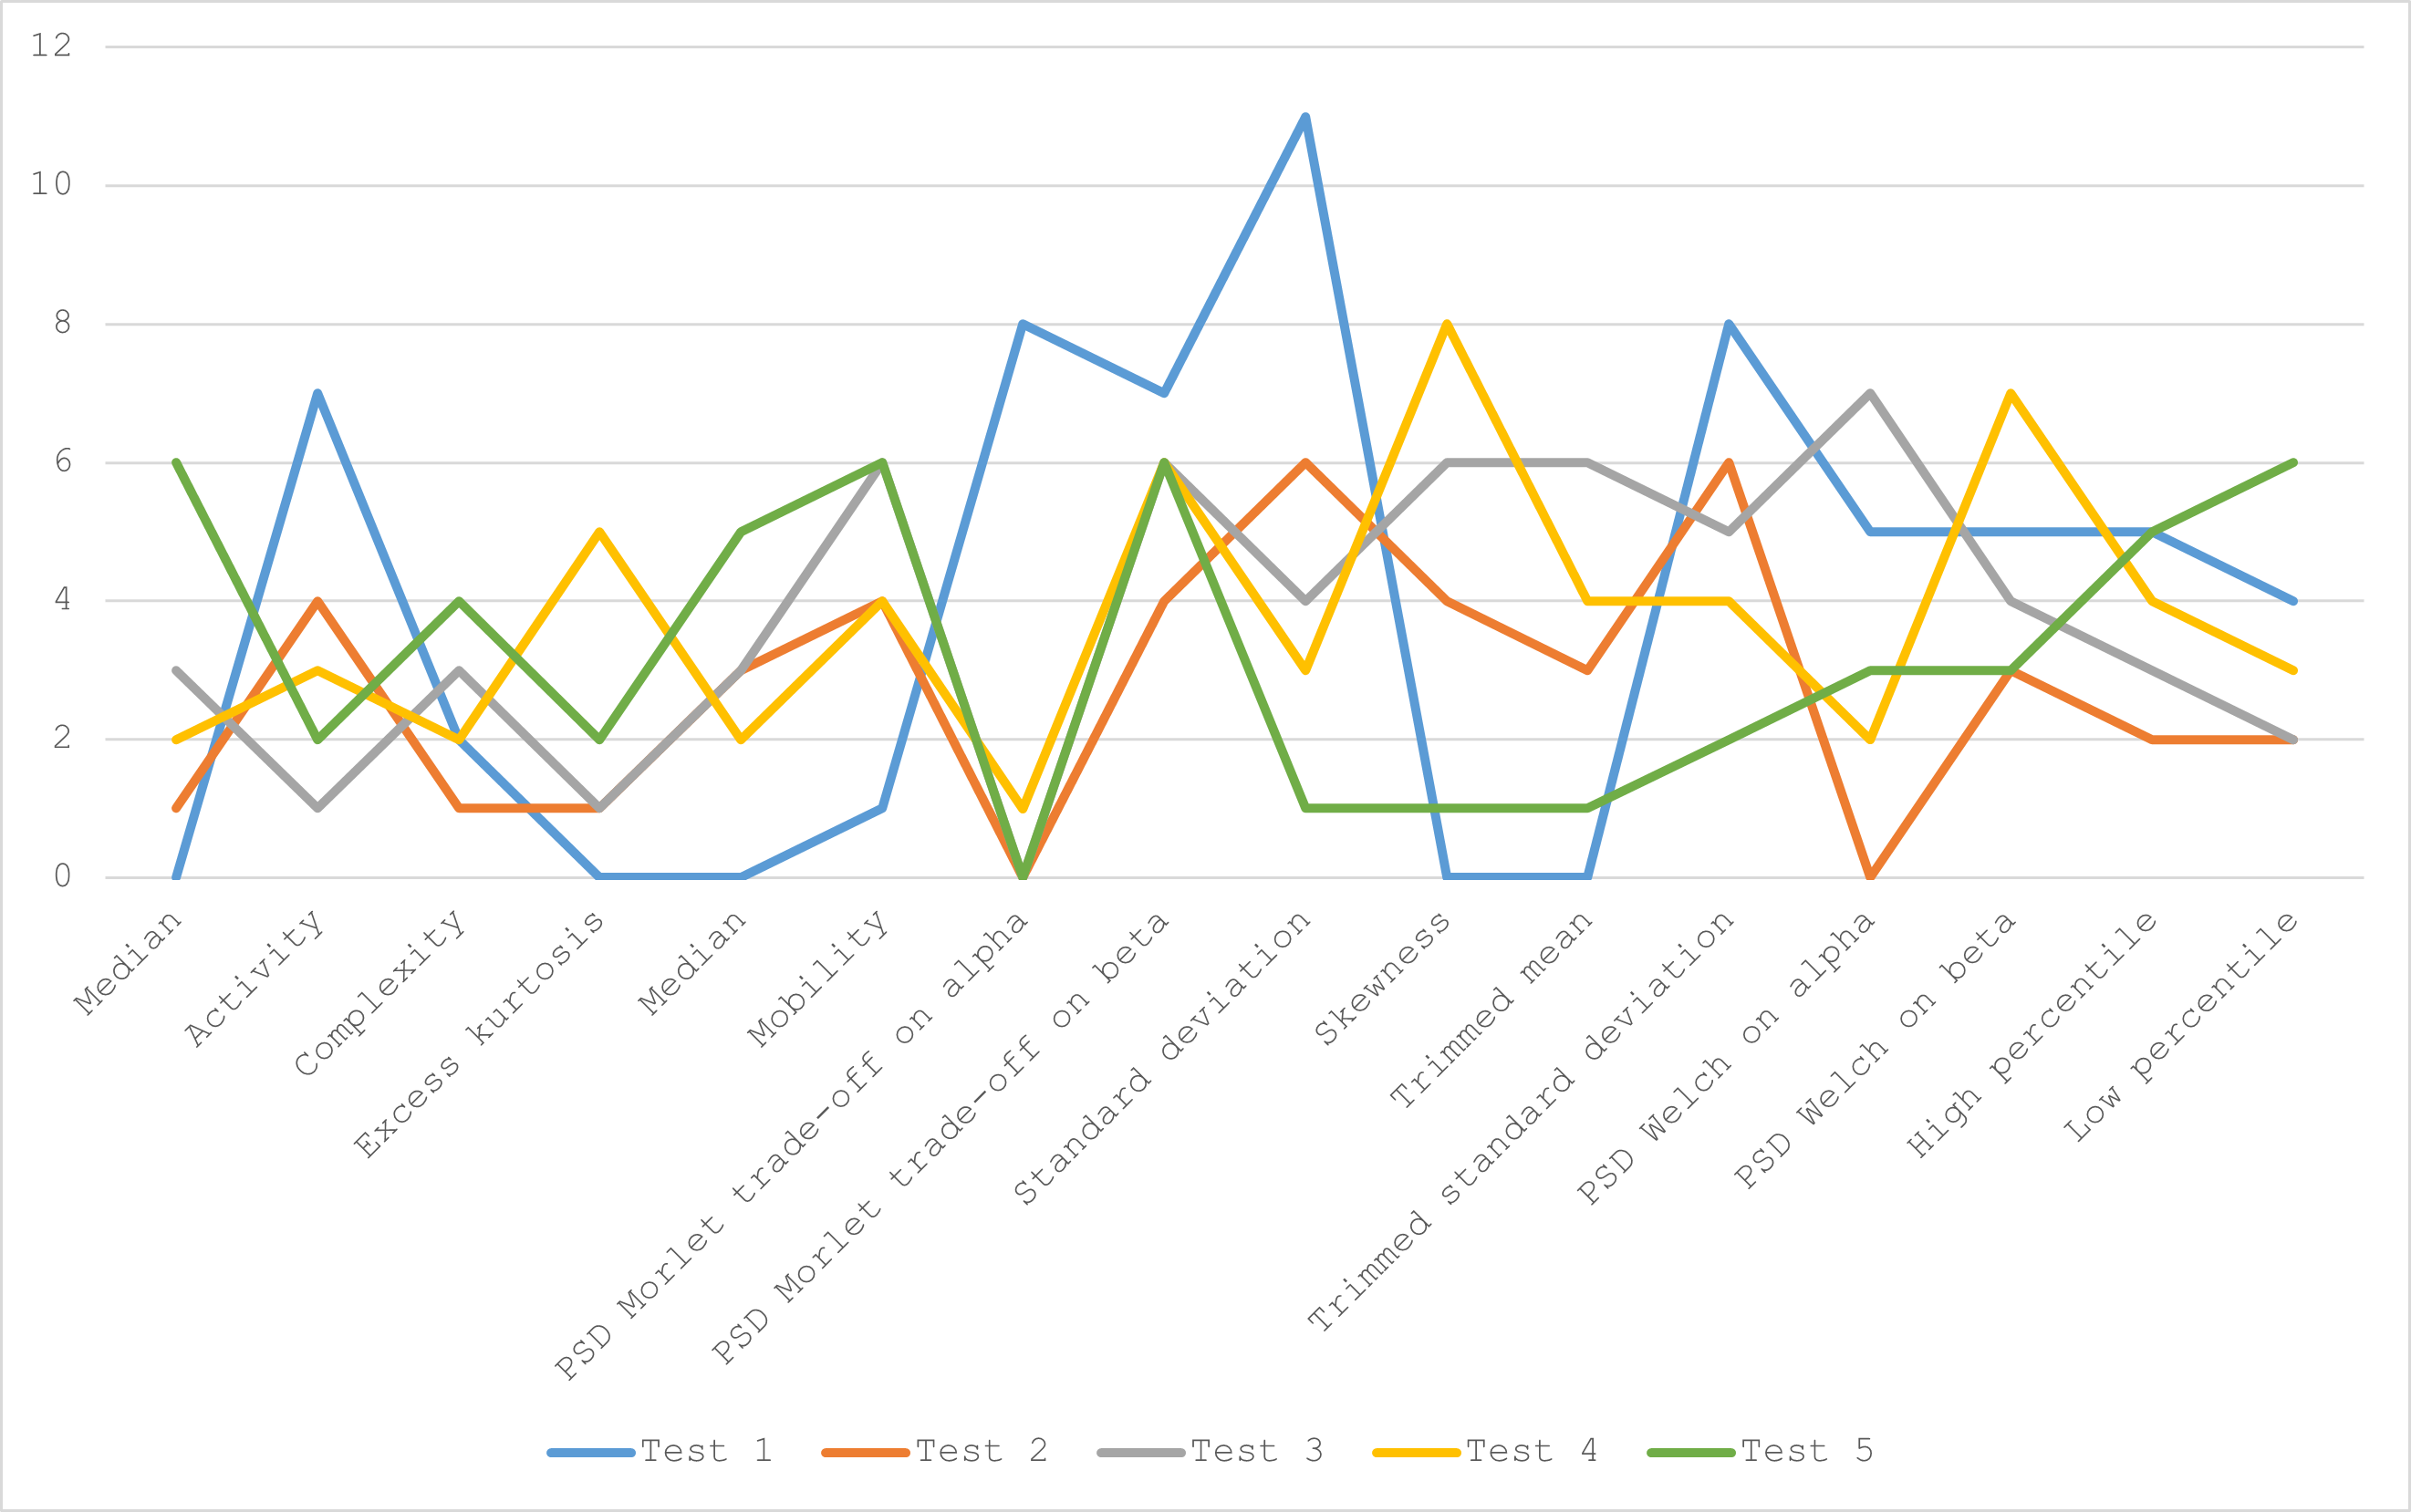 12
10
8
6
4
2
0
Median
Activity
Complexity
Excess kurtosis
Median
Mobility
PSD Morlet trade-off on alpha
PSD Morlet trade-off on beta
Standard deviation
Skewness
Trimmed mean
Trimmed standard deviation
PSD Welch on alpha
PSD Welch on beta
High percentile
Low percentile
Test 1 Test 2 Test 3 Test 4 Test 5